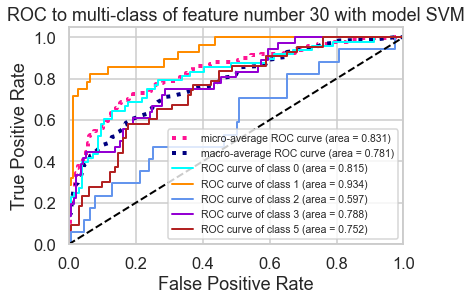 ROC to multi-class of feature number 30 with model SVM
True Positive Rate
1.0
0.8
0.6
0.4
0.2
0.0
micro-average ROC curve (area = 0.831)
macro-average ROC curve (area = 0.781)
ROC curve of class 0 (area = 0.815)
ROC curve of class 1 (area = 0.934)
ROC curve of class 2 (area = 0.597)
ROC curve of class 3 (area = 0.788)
ROC curve of class 5 (area = 0.752)
0.0 0.2 0.4 0.6 0.8 1.0
False Positive Rate